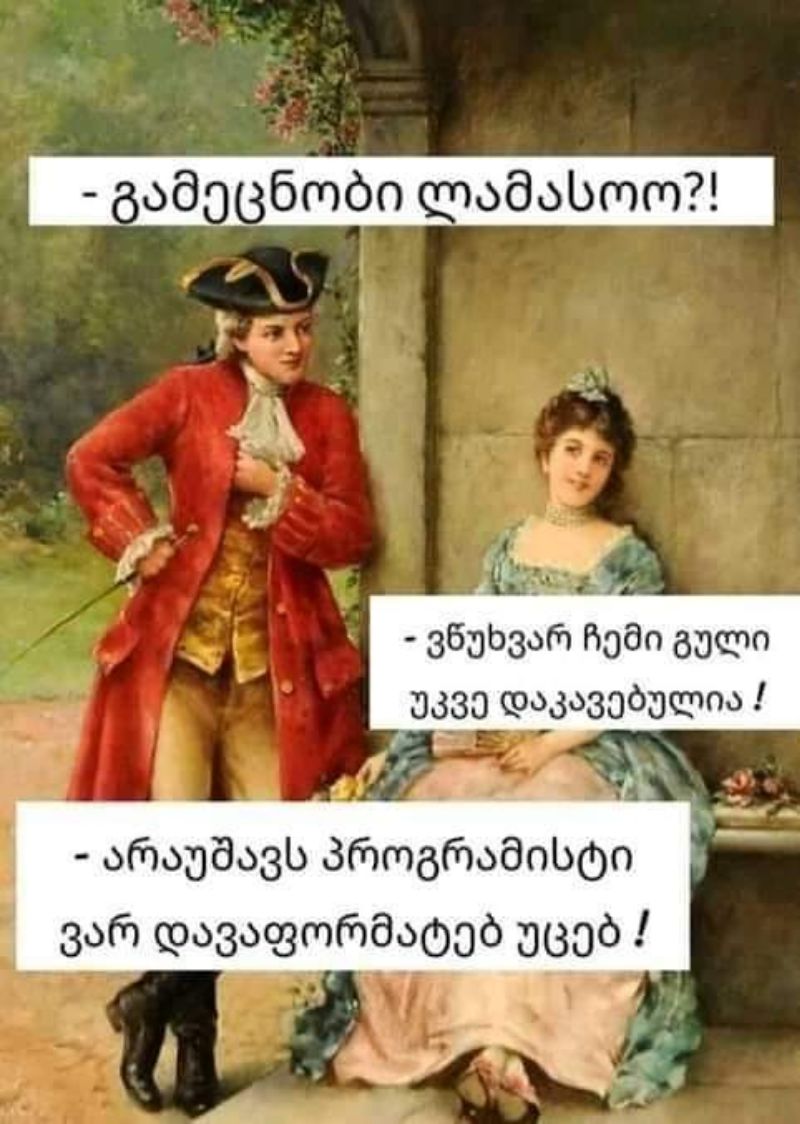 - გამეცნობი ლამასოო?!
- ვწუხვარ ჩემი გული
უკვე დაკავებულია !
- არაუშავს პროგრამისტი
ვარ დავაფორმატებ უცებ !